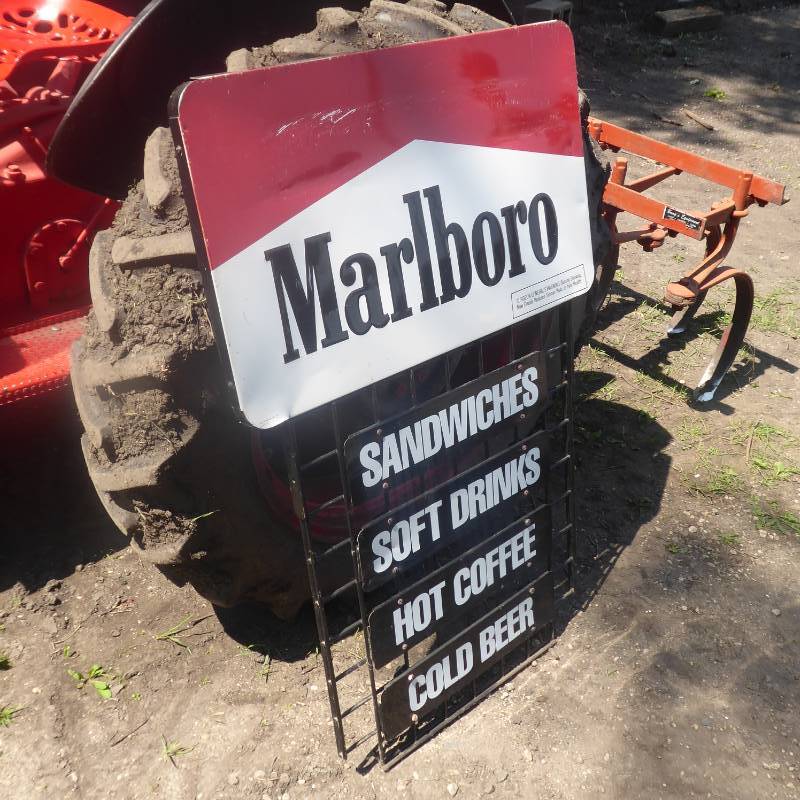 Marlboro
SANDWICHES
SOFT DRINKS
HOT COFFEE
COLD BEER